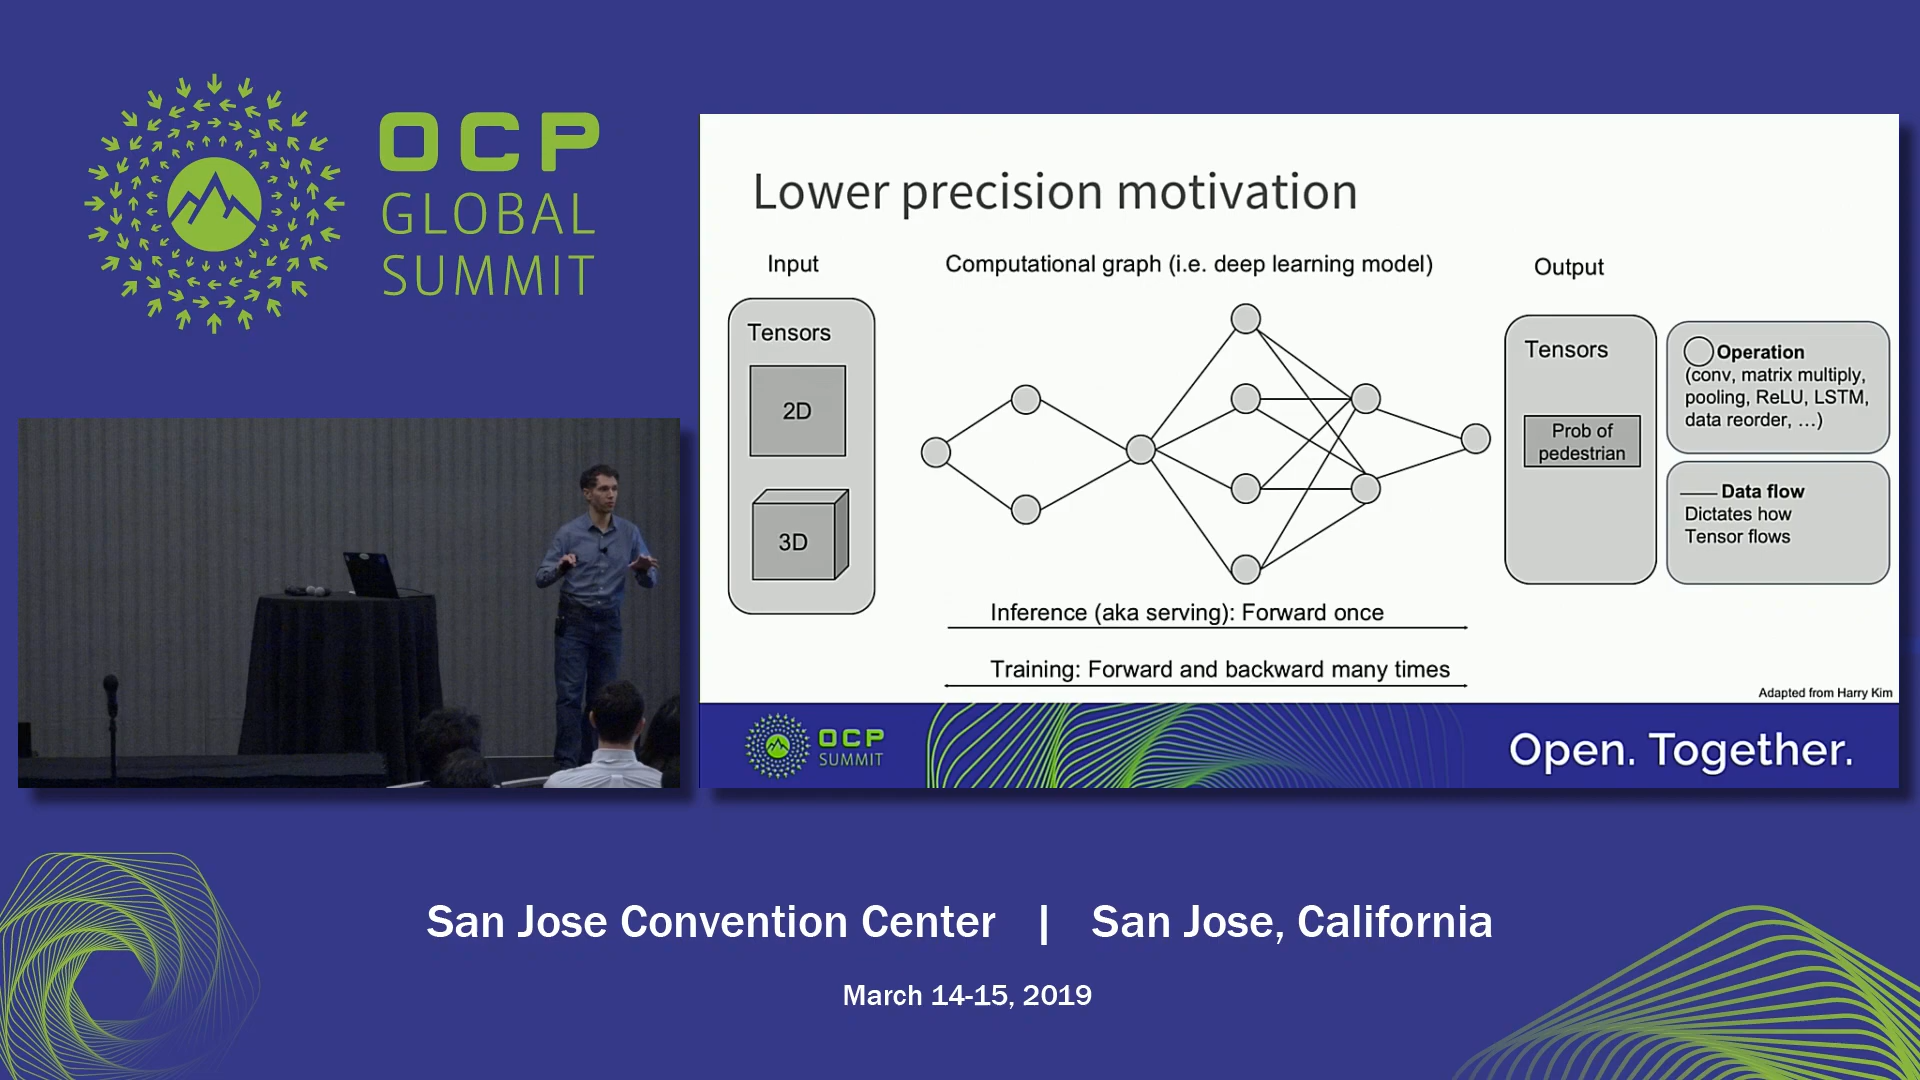 OCP
GLOBAL
SUMMIT
Lower precision motivation
Input
Computational graph (i.e. deep learning model)
Output
Tensors
2D
3D
Tensors
Prob of
pedestrian
Operation
(conv, matrix multiply,
pooling, ReLU, LSTM,
data reorder, ...)
Data flow
Dictates how
Tensor flows
Inference (aka serving): Forward once
Training: Forward and backward many times
Adapted from Harry Kim
OCP
SUMMIT
Open. Together.
San Jose Convention Center | San Jose, California
March 14-15, 2019